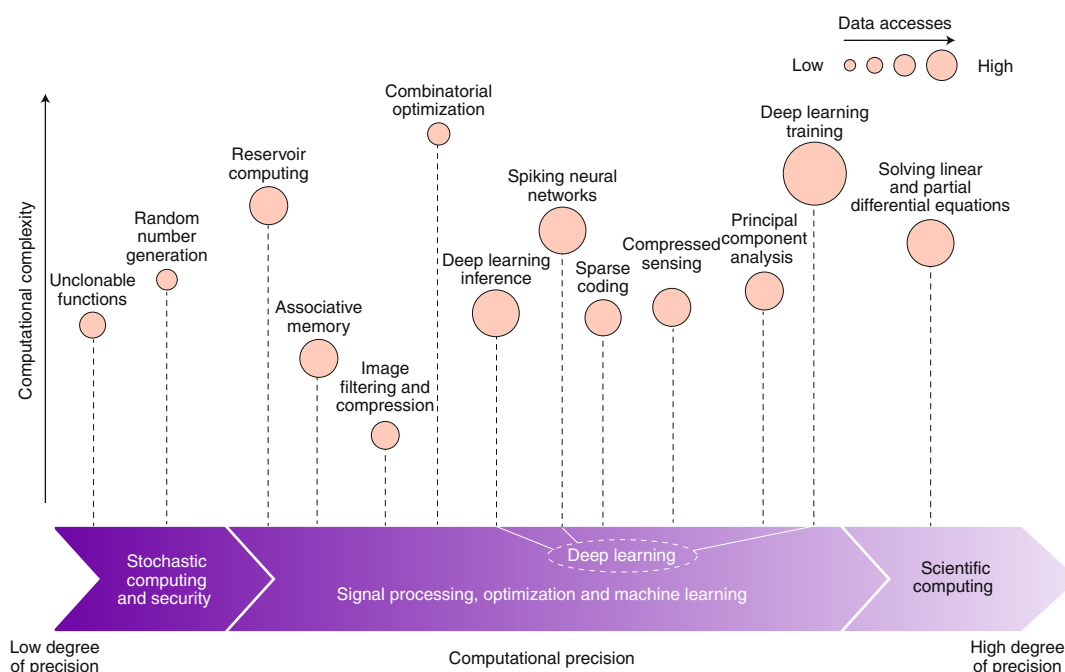 Data accesses
Low
High
Combinatorial
optimization
Deep learning
training
Reservoir
computing
Spiking neural
networks
Solving linear
and partial
differential equations
Random
number
generation
Principal
component
analysis
Compressed
sensing
Deep learning
inference
Sparse
coding
Unclonable
functions
Associative
memory
Image
filtering and
compression
Computational complexity
Deep learning
Stochastic
computing
and security
Signal processing, optimization and machine learning
Scientific
computing
Low degree
of precision
Computational precision
High degree
of precision